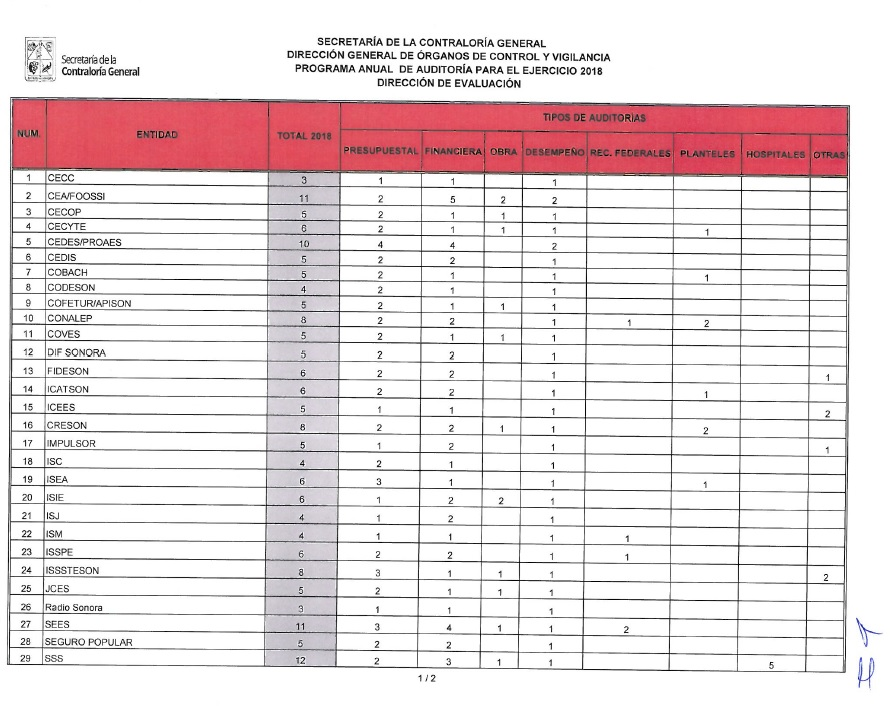 Secretaría de la
Contraloría General
SECRETARÍA DE LA CONTRALORÍA GENERAL
DIRECCIÓN GENERAL DE ÓRGANOS DE CONTROL Y VIGILANCIA
PROGRAMA ANUAL DE AUDITORÍA PARA EL EJERCICIO 2018
DIRECCIÓN DE EVALUACIÓN
NUM. ENTIDAD TOTAL 2018 TIPOS DE AUDITORIAS
PRESUPUESTAL FINANCIERA OBRA DESEMPEÑO REC. FEDERALES PLANTELES HOSPITALES OTRAS
1 CECC 3 1 1 1
2 CEA/FOOSSI 11 2 5 2 2
3 CECOP 5 2 1 1 1
4 CECYTE 6 2 1 1 1 1
5 CEDES/PROAES 10 4 4 2
6 CEDIS 5 2 2 1
7 COBACH 5 2 1 1 1
8 CODESON 4 2 1 1
9 COFETUR/APISON 5 2 1 1 1
10 CONALEP 8 2 2 1 1 2
11 COVES 5 2 1 1 1
12 DIF SONORA 5 2 2 1
13 FIDESON 6 2 2 1 1
14 ICATSON 6 2 2 1 1
15 ICEES 5 1 1 1 2
16 CRESON 8 2 2 1 1 2
17 IMPULSOR 5 1 2 1 1
18 ISC 4 2 1 1
19 ISEA 6 3 1 1 1
20 ISIE 6 1 2 2 1
21 ISJ 4 1 2 1
22 ISM 4 1 1 1 1
23 ISSPE 6 2 2 1 1
24 ISSSTESON 8 3 1 1 1 2
25 JCES 5 2 1 1 1
26 Radio Sonora 3 1 1 1
27 SEES 11 3 4 1 1 2
28 SEGURO POPULAR 5 2 2 1
29 SSS 12 2 3 1 1 5
1 / 2